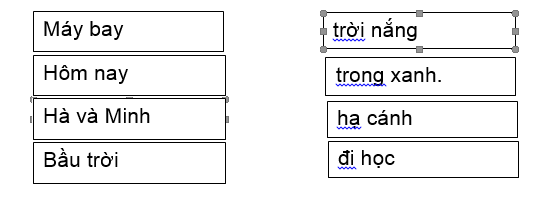 Máy bay
Hôm nay
Hà và Minh
Bầu trời
trời nắng
trong xanh.
hạ cánh
đi học